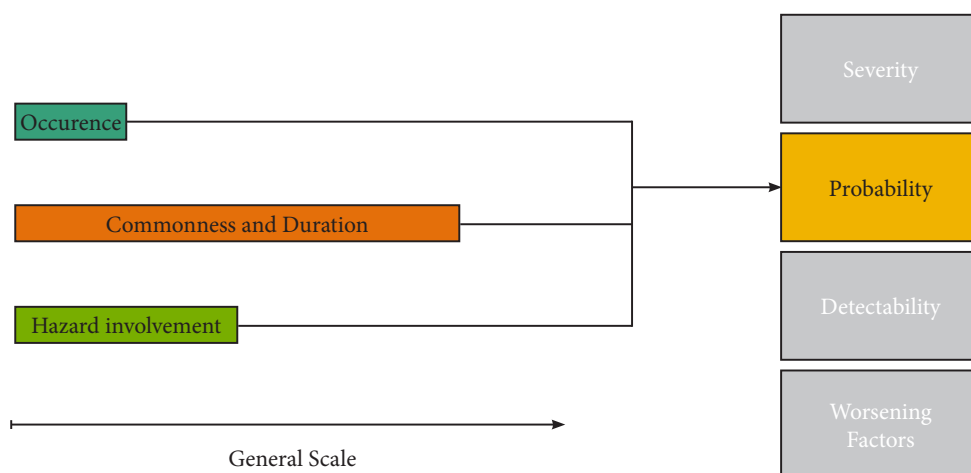 Severity
Occurence
Probability
Commonness and Duration
Detectability
Hazard involvement
Worsening
Factors
General Scale